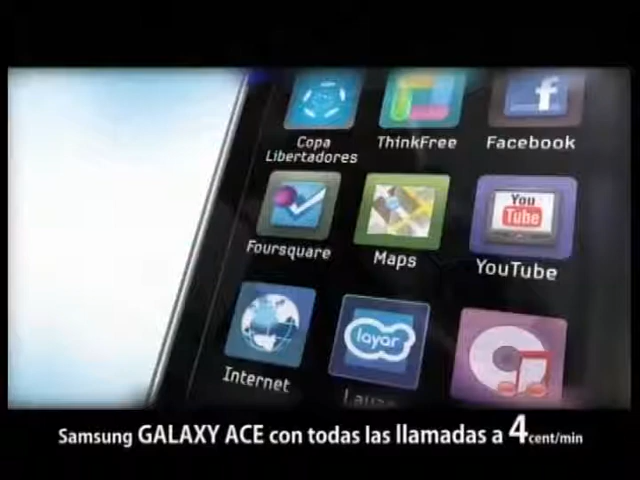 Copa
Libertadores
ThinkFree
Facebook
Foursquare
Maps
You
Tube
YouTube
layar
Internet
Layar
Samsung GALAXY ACE con todas las llamadas a 4cent/min